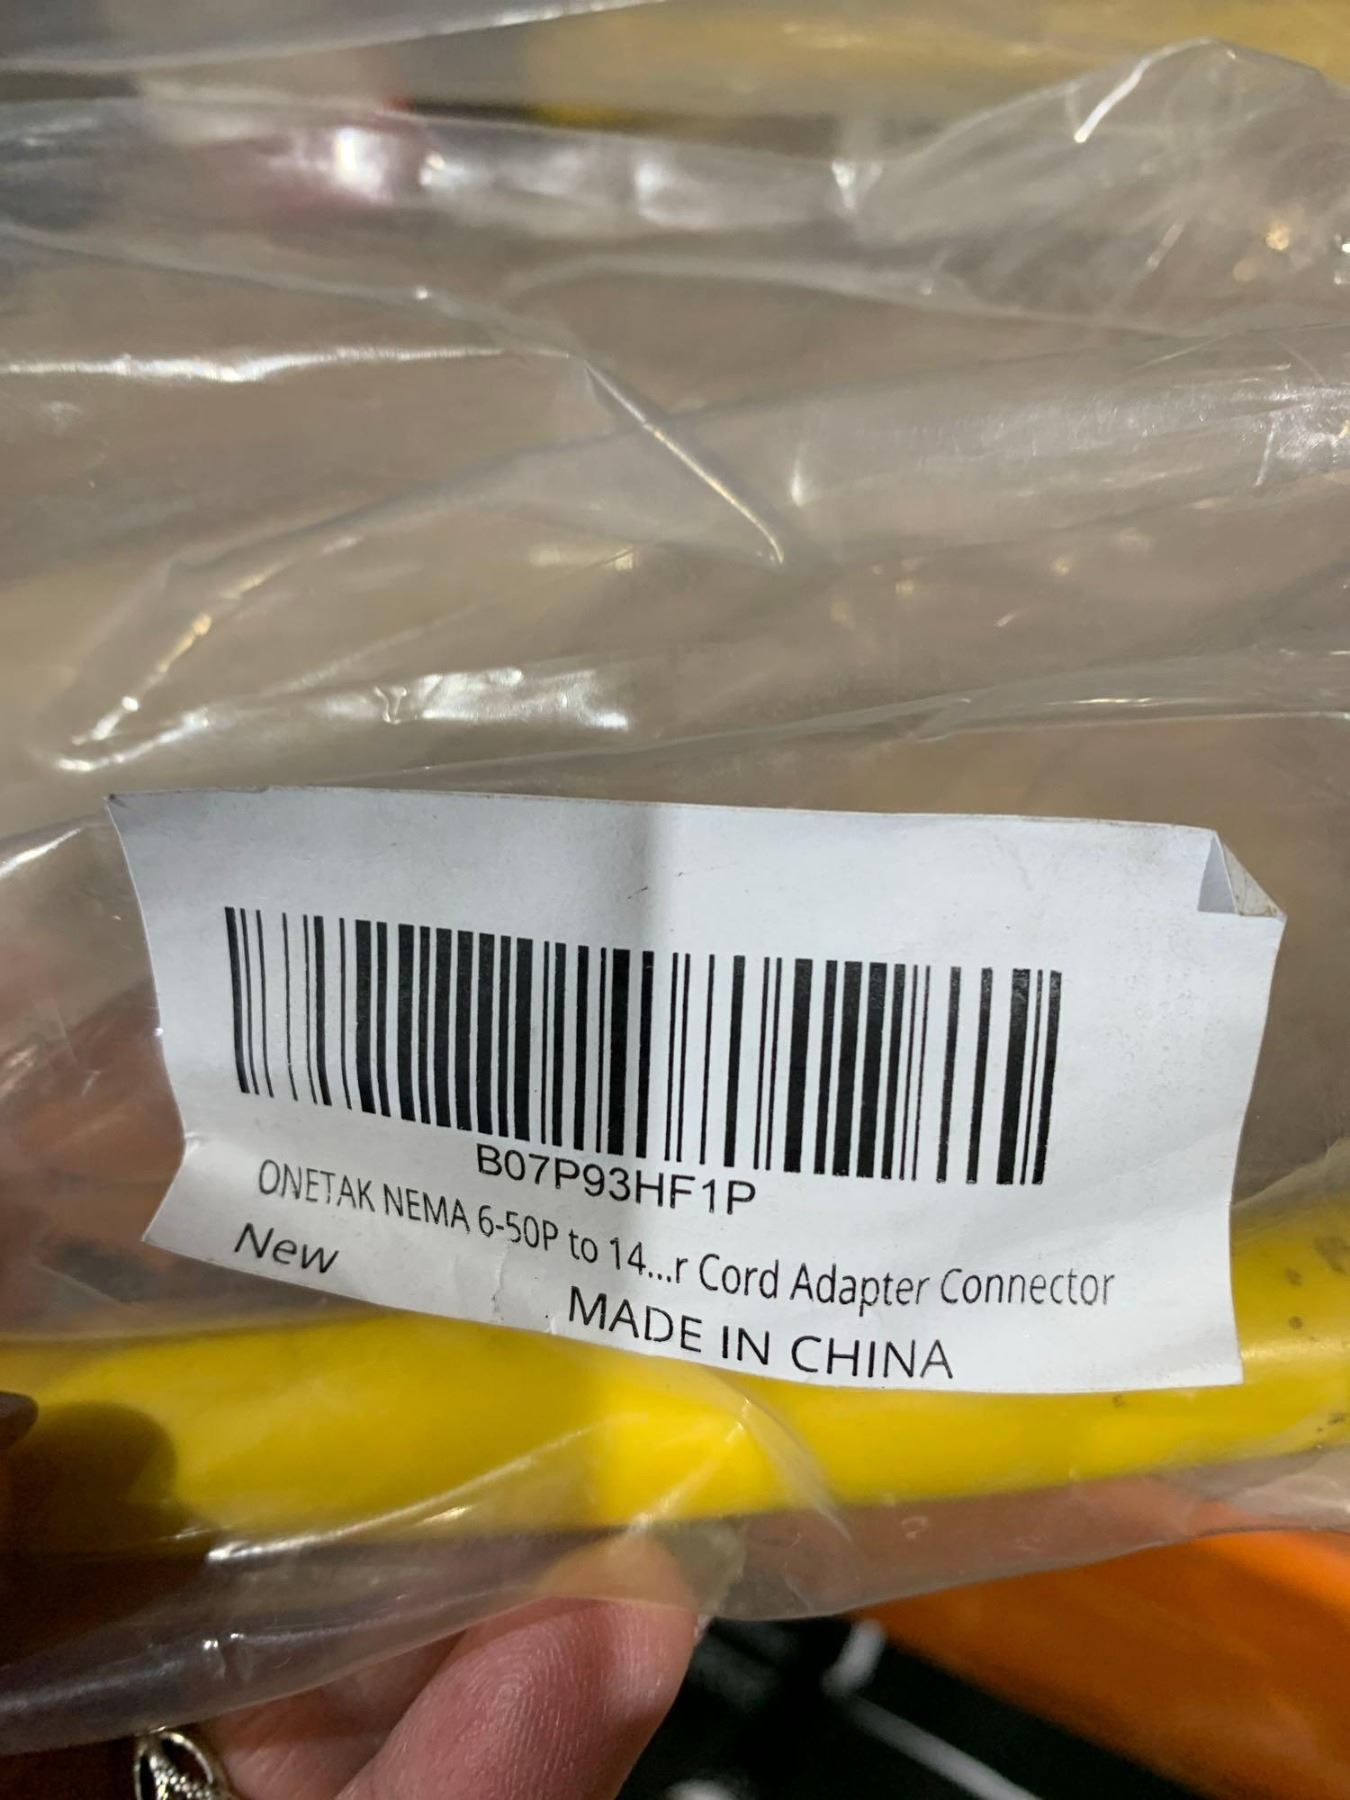 B07P93HF1P
ONETAK NEMA 6-50P to 14...r Cord Adapter Connector
New
MADE IN CHINA